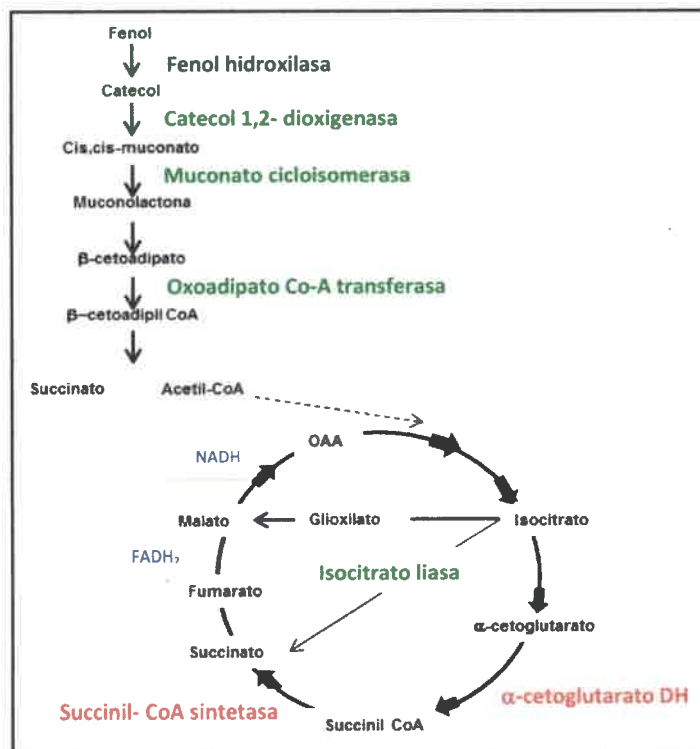 Fenol
Fenol hidroxilasa
Catecol
Catecol 1,2- dioxigenasa
Cis,cis-muconato
Muconato cicloisomerasa
Muconolactona
β-cetoadipato
Oxoadipato Co-A transferasa
β-cetoadipil CoA
Succinato Acetil-CoA
OAA
NADH
Malato Glioxilato Isocitrato
FADH₂
Isocitrato liasa
Fumarato
α-cetoglutarato
Succinato
Succinil- CoA sintetasa
α-cetoglutarato DH
Succinil CoA